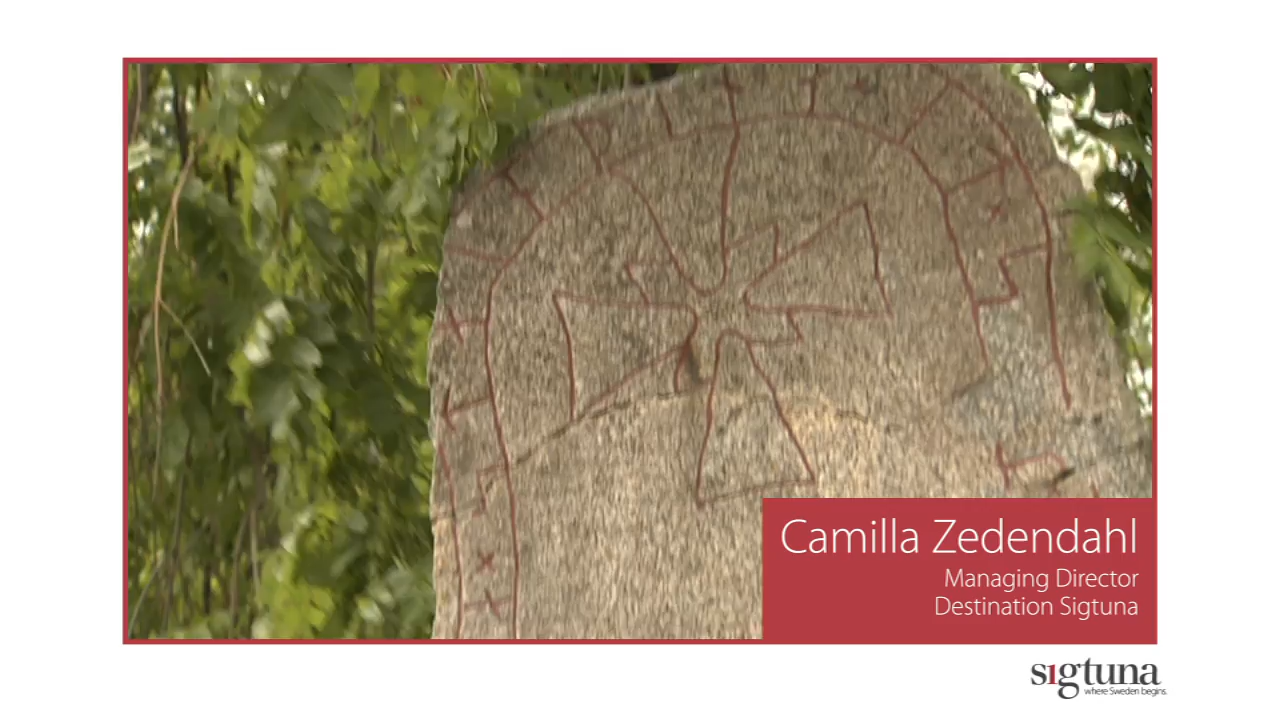 Camilla Zedendahl
Managing Director
Destination Sigtuna
sigtuna
where Sweden begins.